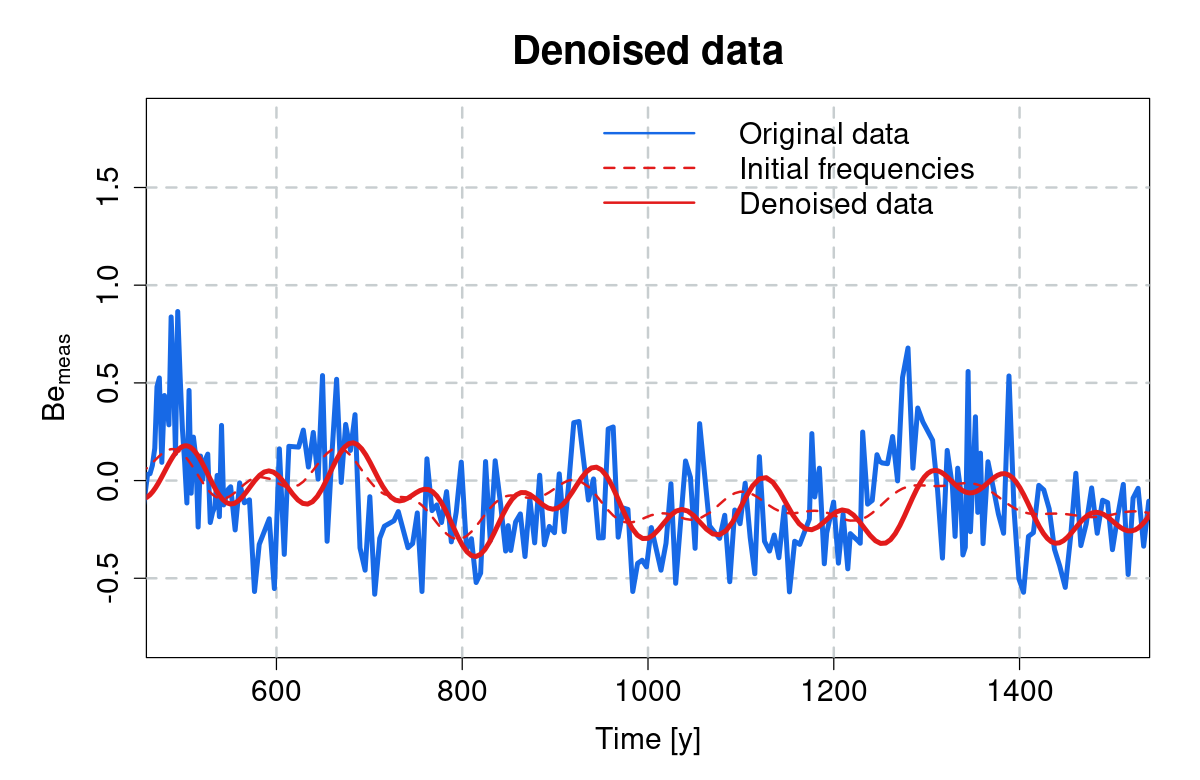 Denoised data
Original data
Initial frequencies
Denoised data
1.5
1.0
0.5
0.0
-0.5
Bemeas
600 800 1000 1200 1400
Time [y]